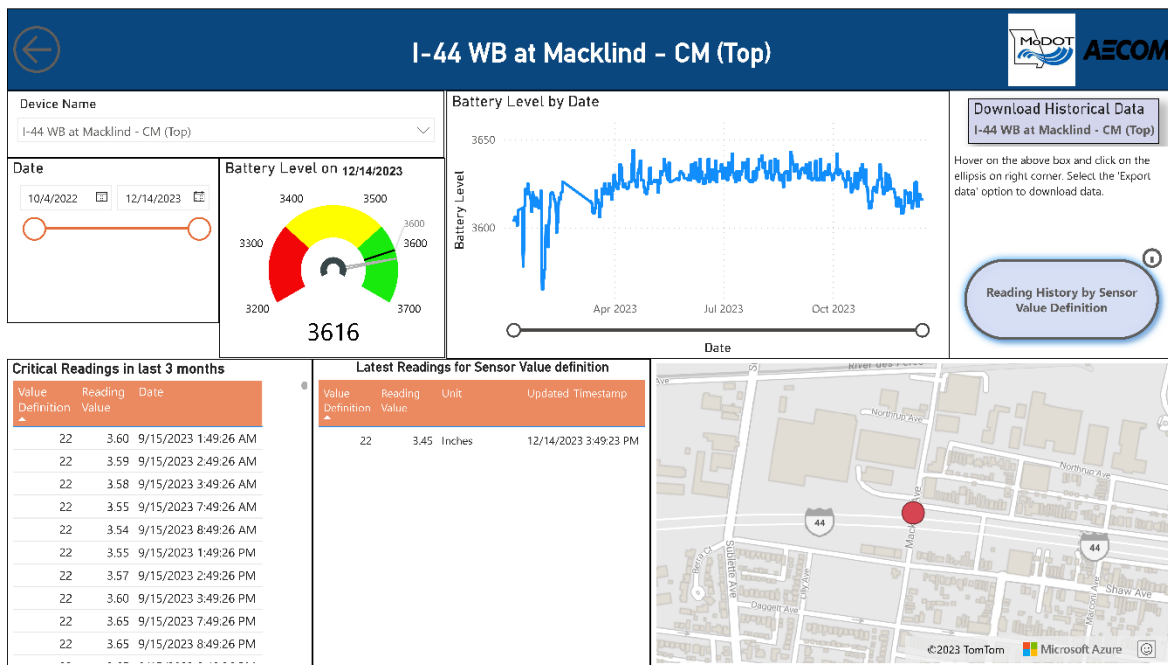 I-44 WB at Macklind - CM (Top)
MoDOT
AECOM
Device Name
I-44 WB at Macklind - CM (Top)
Date
10/4/2022
12/14/2023
Battery Level on 12/14/2023
3400
3500
3600
3300
3600
3200
3700
3616
Battery Level by Date
Battery Level
3650
3600
Apr 2023
Jul 2023
Oct 2023
Date
Download Historical Data
I-44 WB at Macklind - CM (Top)
Hover on the above box and click on the
ellipsis on right corner. Select the 'Export
data' option to download data.
Reading History by Sensor
Value Definition
Critical Readings in last 3 months
Value Reading Date
Definition Value
22 3.60 9/15/2023 1:49:26 AM
22 3.59 9/15/2023 2:49:26 AM
22 3.58 9/15/2023 3:49:26 AM
22 3.55 9/15/2023 7:49:26 AM
22 3.54 9/15/2023 8:49:26 AM
22 3.55 9/15/2023 1:49:26 PM
22 3.57 9/15/2023 2:49:26 PM
22 3.60 9/15/2023 3:49:26 PM
22 3.65 9/15/2023 7:49:26 PM
22 3.65 9/15/2023 8:49:26 PM
Latest Readings for Sensor Value definition
Value Reading Unit Updated Timestamp
Definition Value
22 3.45 Inches 12/14/2023 3:49:23 PM
Ave
River des Peres
Northrup Ave
Northrup Ave
44
44
Sublette Ave
Berra Ct
Lilly Ave
Daggett Ave
Marconi Ave
Shaw Ave
©2023 TomTom
Microsoft Azure